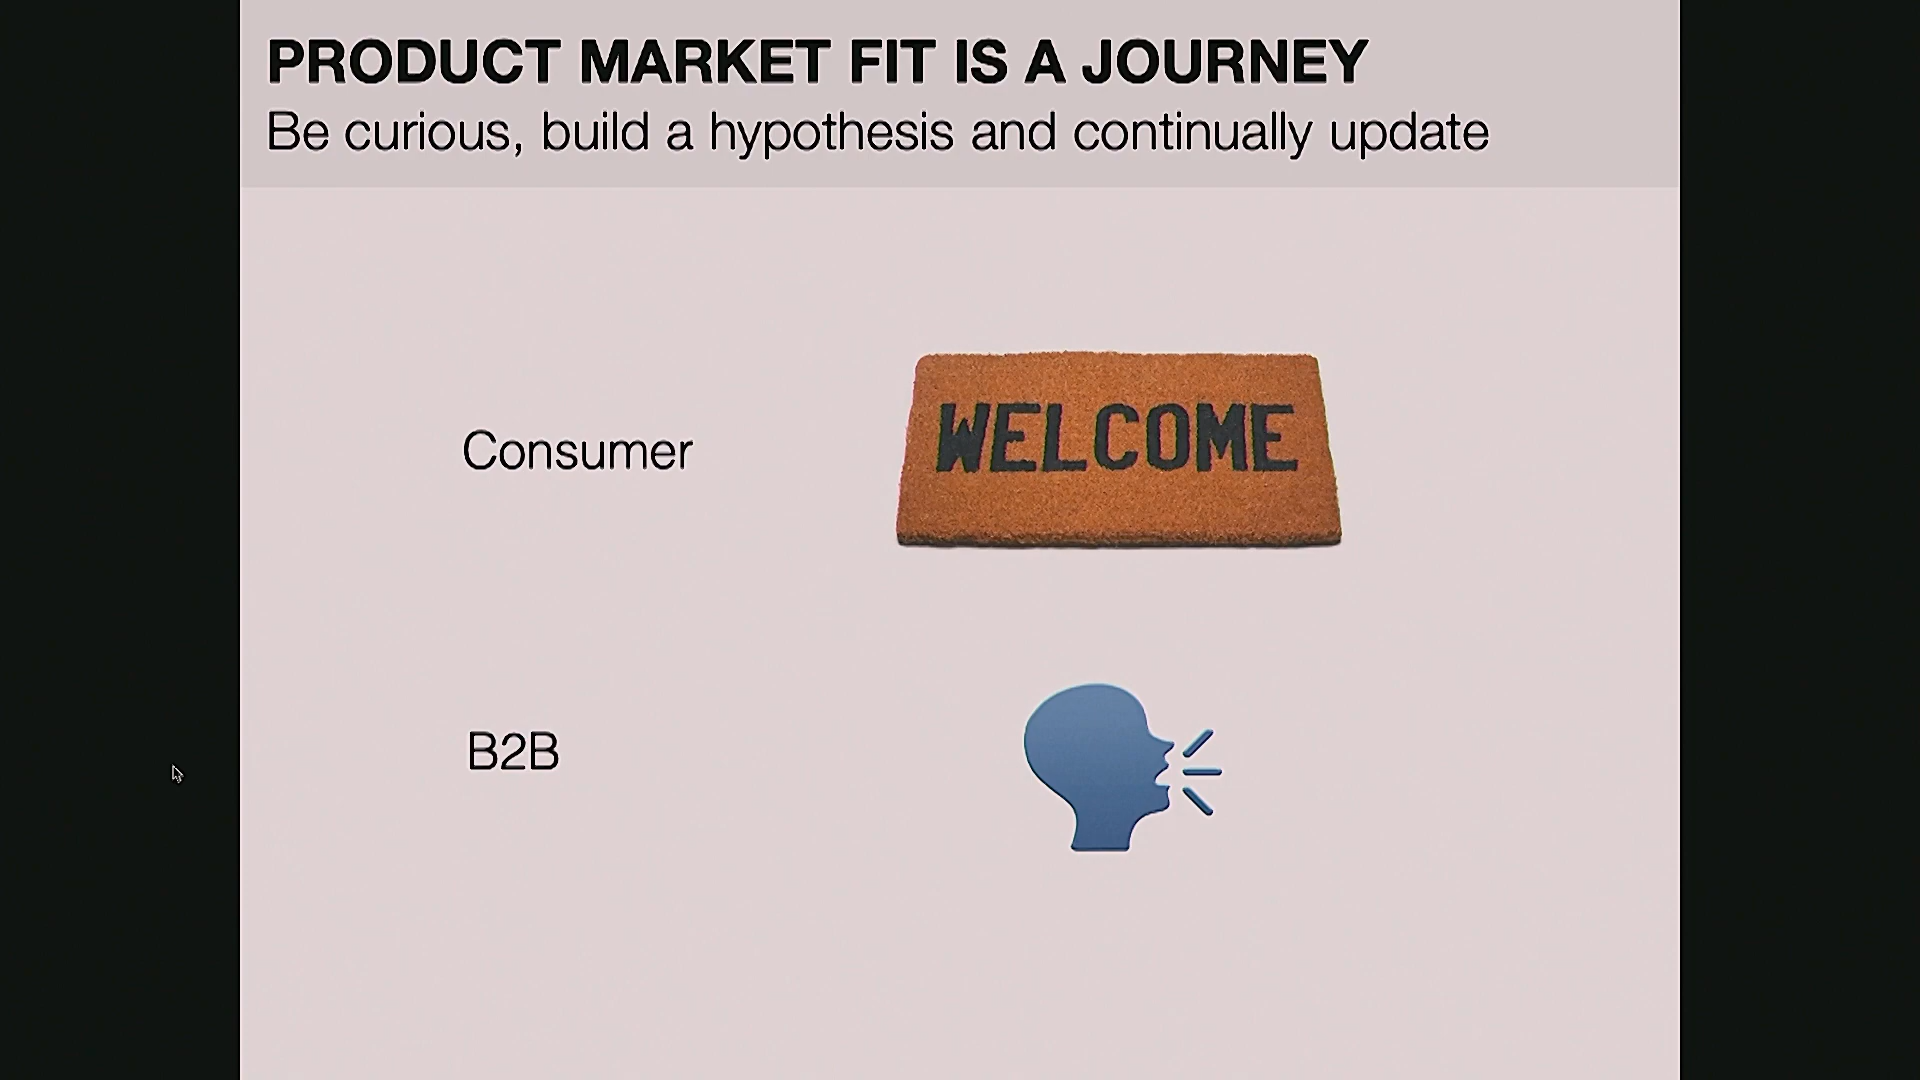 PRODUCT MARKET FIT IS A JOURNEY
Be curious, build a hypothesis and continually update
Consumer
WELCOME
B2B